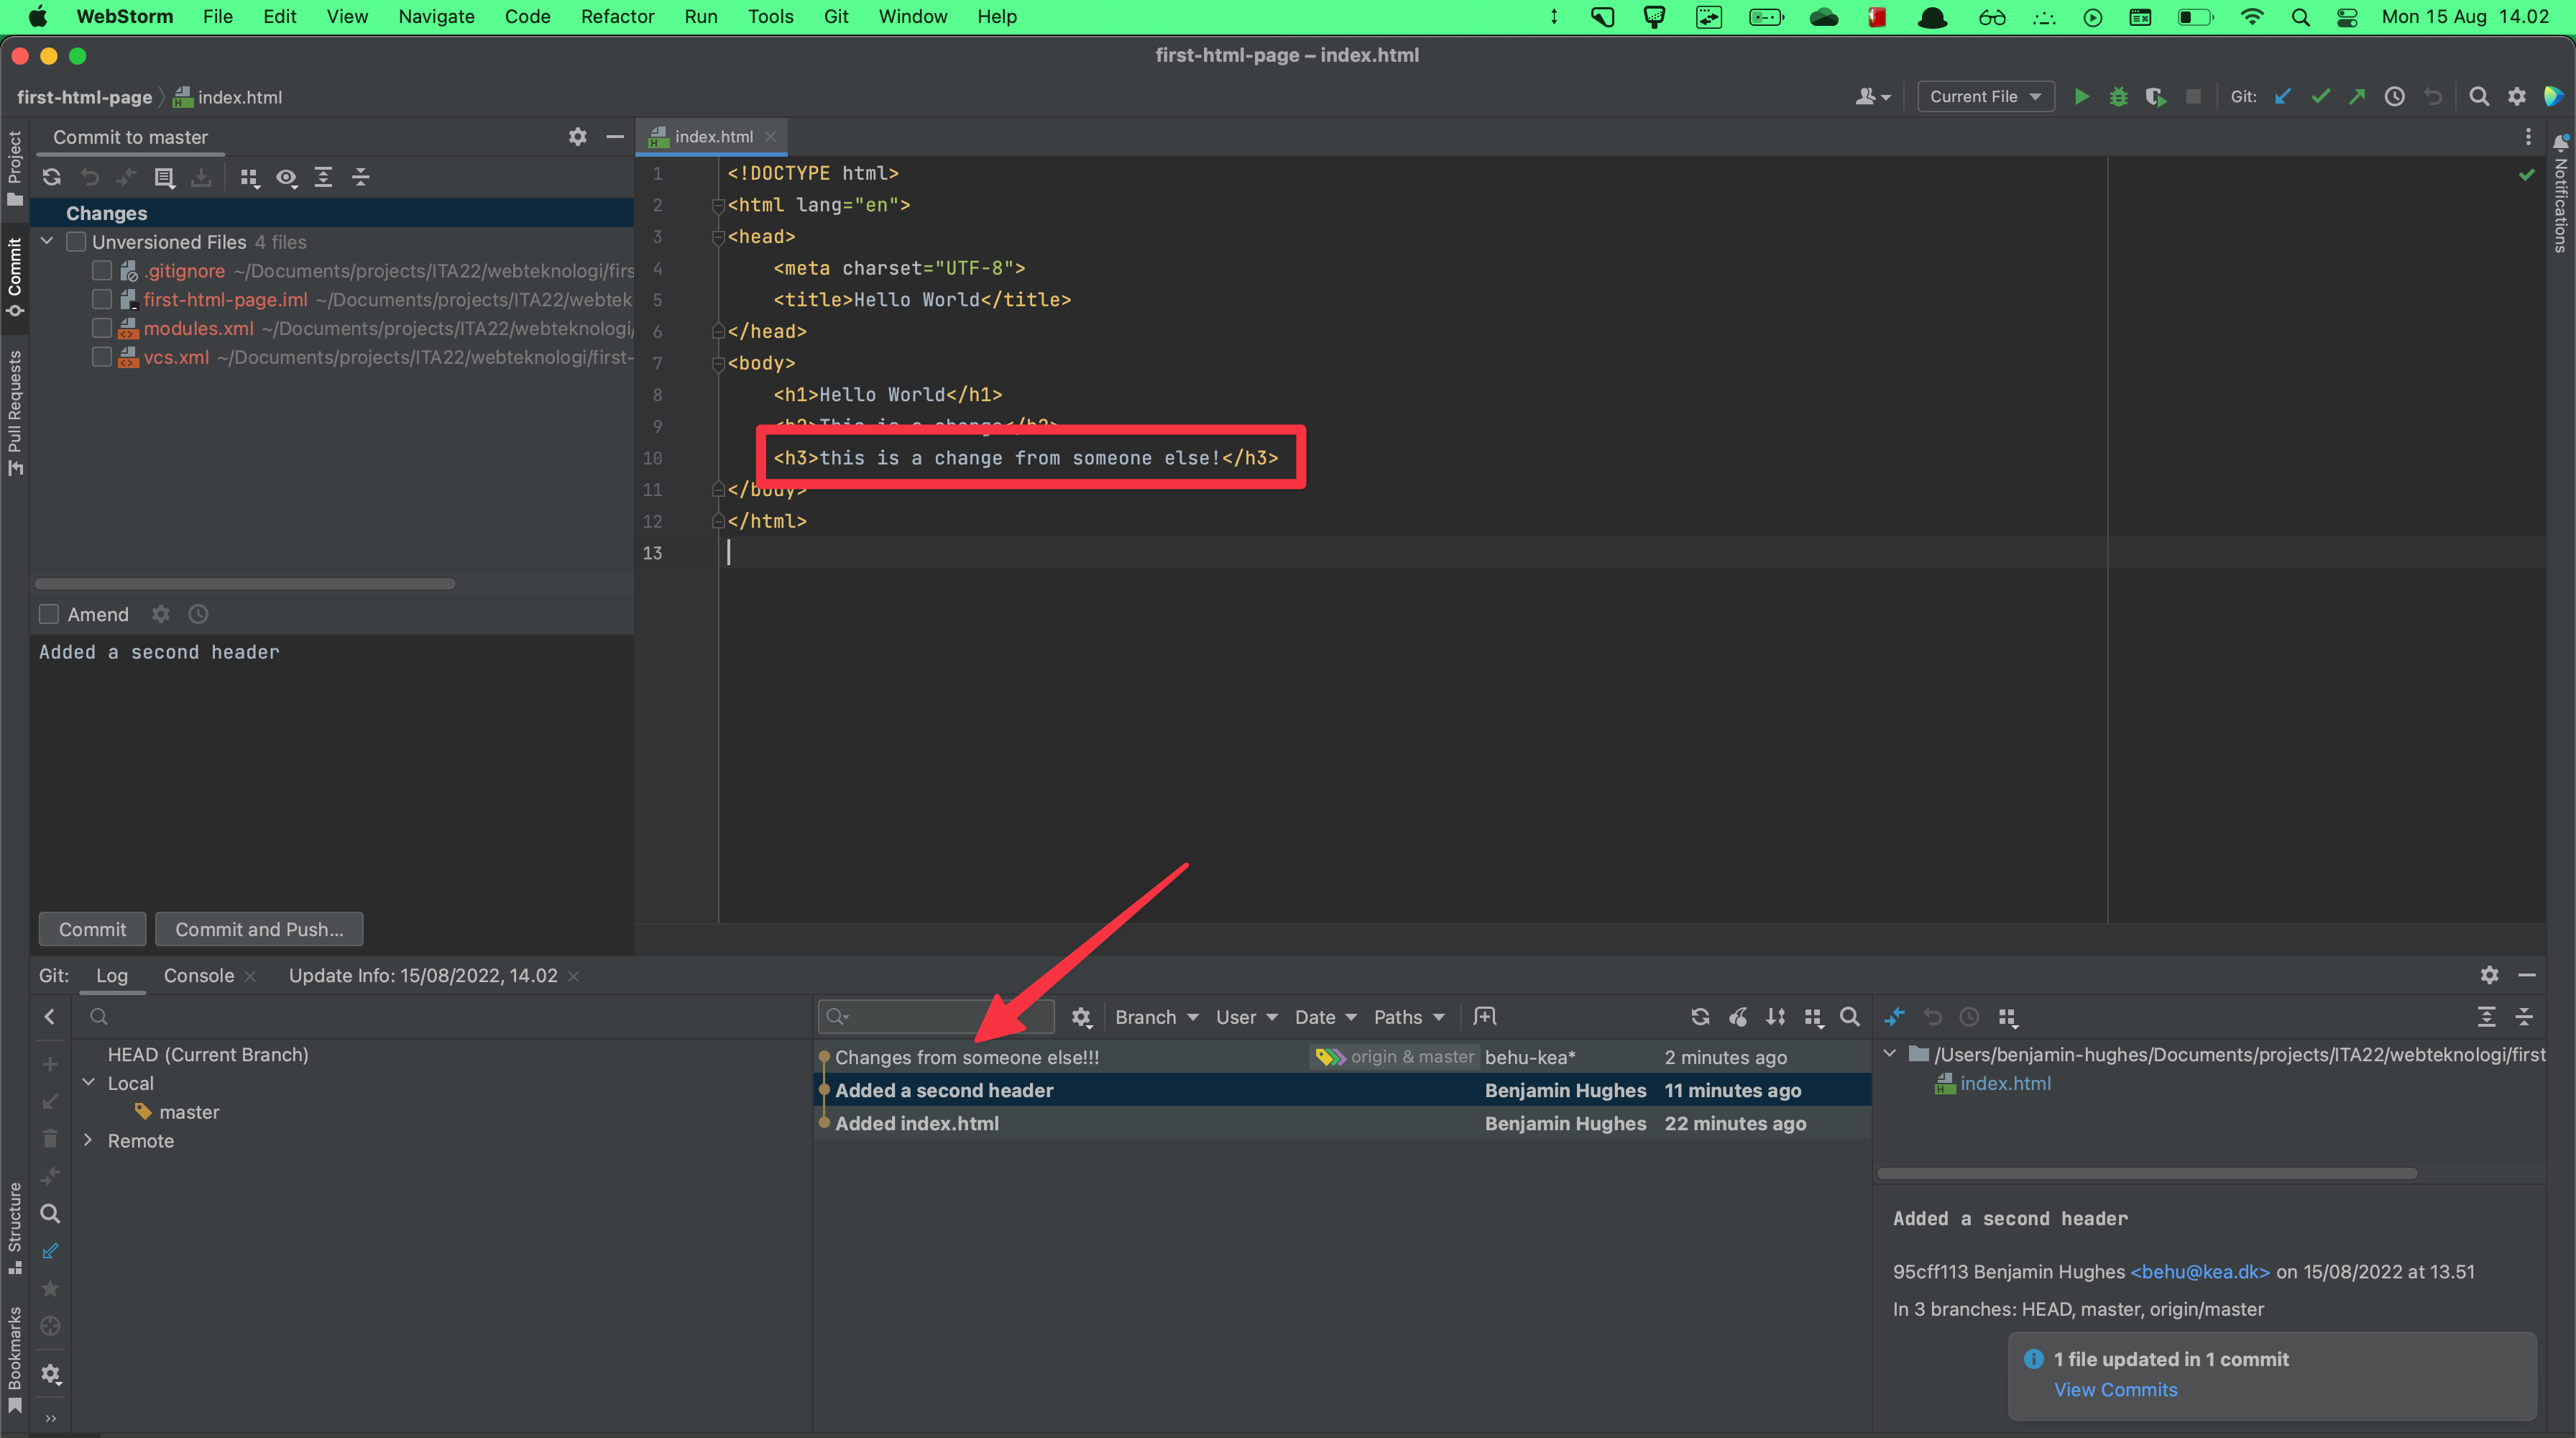 WebStorm File Edit View Navigate Code Refactor Run Tools Git Window Help Mon 15 Aug 14.02
first-html-page – index.html
first-html-page index.html Current File Git:
Commit to master
index.html
Project
Commit
Pull Requests
Structure
Bookmarks
Notifications
Changes
Unversioned Files 4 files
.gitignore ~/Documents/projects/ITA22/webteknologi/firs
first-html-page.iml ~/Documents/projects/ITA22/webtek
modules.xml ~/Documents/projects/ITA22/webteknologi/
vcs.xml ~/Documents/projects/ITA22/webteknologi/first-
Amend
Added a second header
Commit Commit and Push...
1 <!DOCTYPE html>
2 <html lang="en">
3 <head>
4 <meta charset="UTF-8">
5 <title>Hello World</title>
6 </head>
7 <body>
8 <h1>Hello World</h1>
9 <h2>This is a change</h2>
10 <h3>this is a change from someone else!</h3>
11 </body>
12 </html>
13
Git: Log Console Update Info: 15/08/2022, 14.02
HEAD (Current Branch)
Local
master
Remote
Branch User Date Paths
Changes from someone else!!! origin & master behu-kea* 2 minutes ago
Added a second header Benjamin Hughes 11 minutes ago
Added index.html Benjamin Hughes 22 minutes ago
/Users/benjamin-hughes/Documents/projects/ITA22/webteknologi/first
index.html
Added a second header
95cff113 Benjamin Hughes <behu@kea.dk> on 15/08/2022 at 13.51
In 3 branches: HEAD, master, origin/master
1 file updated in 1 commit
View Commits